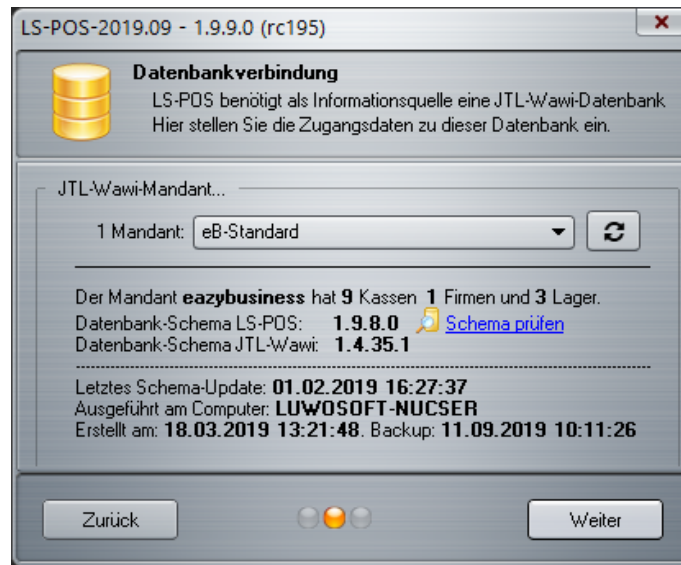 LS-POS-2019.09 - 1.9.9.0 (rc195)
Datenbankverbindung
LS-POS benötigt als Informationsquelle eine JTL-Wawi-Datenbank
Hier stellen Sie die Zugangsdaten zu dieser Datenbank ein.
JTL-Wawi-Mandant...
1 Mandant: eB-Standard
Der Mandant eazybusiness hat 9 Kassen 1 Firmen und 3 Lager.
Datenbank-Schema LS-POS: 1.9.8.0 Schema prüfen
Datenbank-Schema JTL-Wawi: 1.4.35.1
Letztes Schema-Update: 01.02.2019 16:27:37
Ausgeführt am Computer: LUWOSOFT-NUCSER
Erstellt am: 18.03.2019 13:21:48. Backup: 11.09.2019 10:11:26
Zurück Weiter